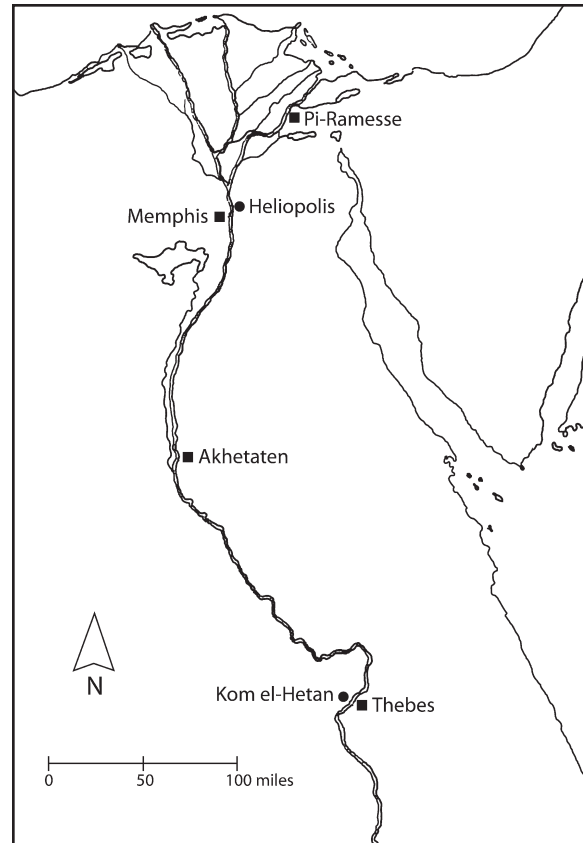 Pi-Ramesse
Heliopolis
Memphis
Akhetaten
N
Kom el-Hetan
Thebes
0 50 100 miles